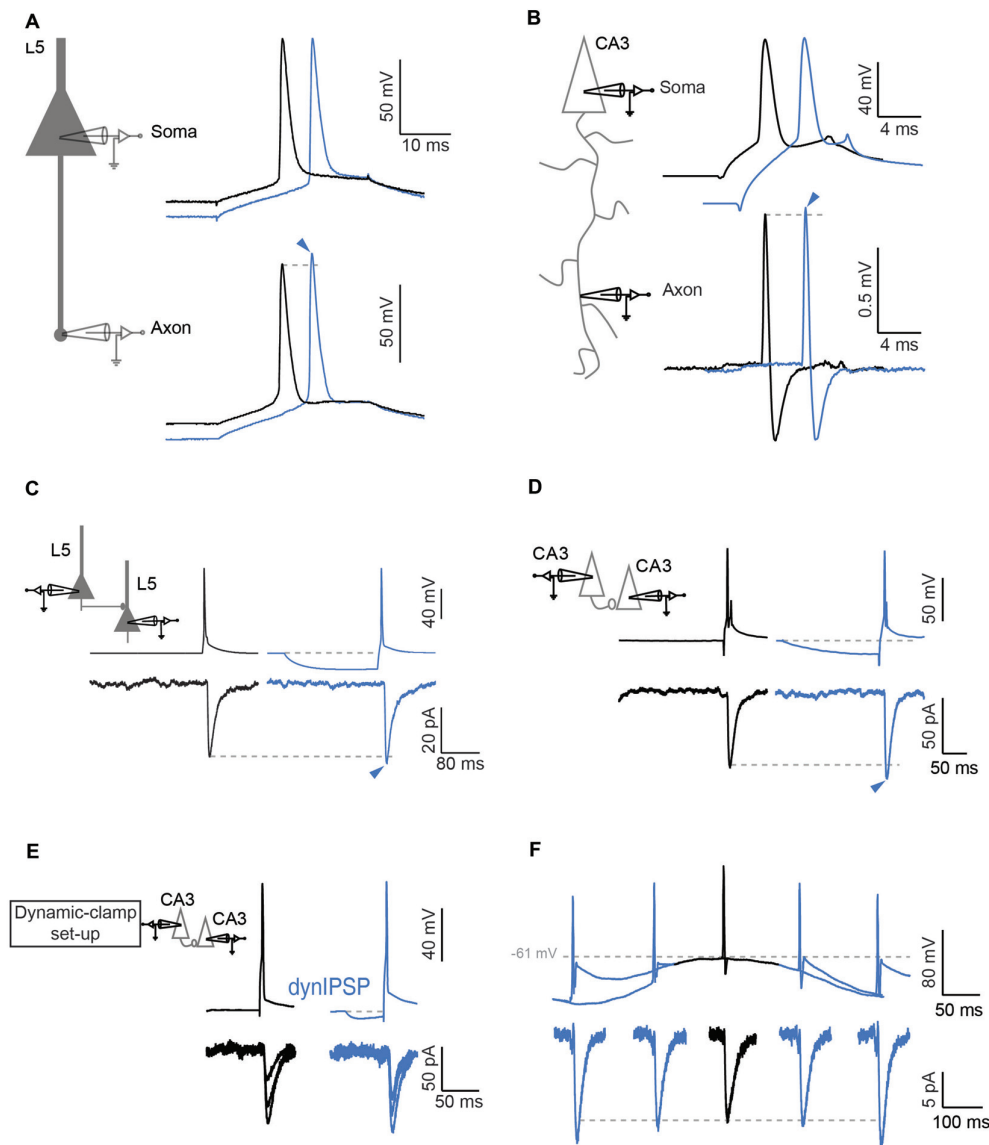 A
L5
Soma
50 mV
10 ms
Axon
50 mV
B
CA3
Soma
40 mV
4 ms
Axon
0.5 mV
4 ms
C
L5
L5
40 mV
20 pA
80 ms
D
CA3
CA3
50 mV
50 pA
50 ms
E
Dynamic-clamp
set-up
CA3
CA3
dynIPSP
40 mV
50 pA
50 ms
F
-61 mV
80 mV
50 ms
5 pA
100 ms